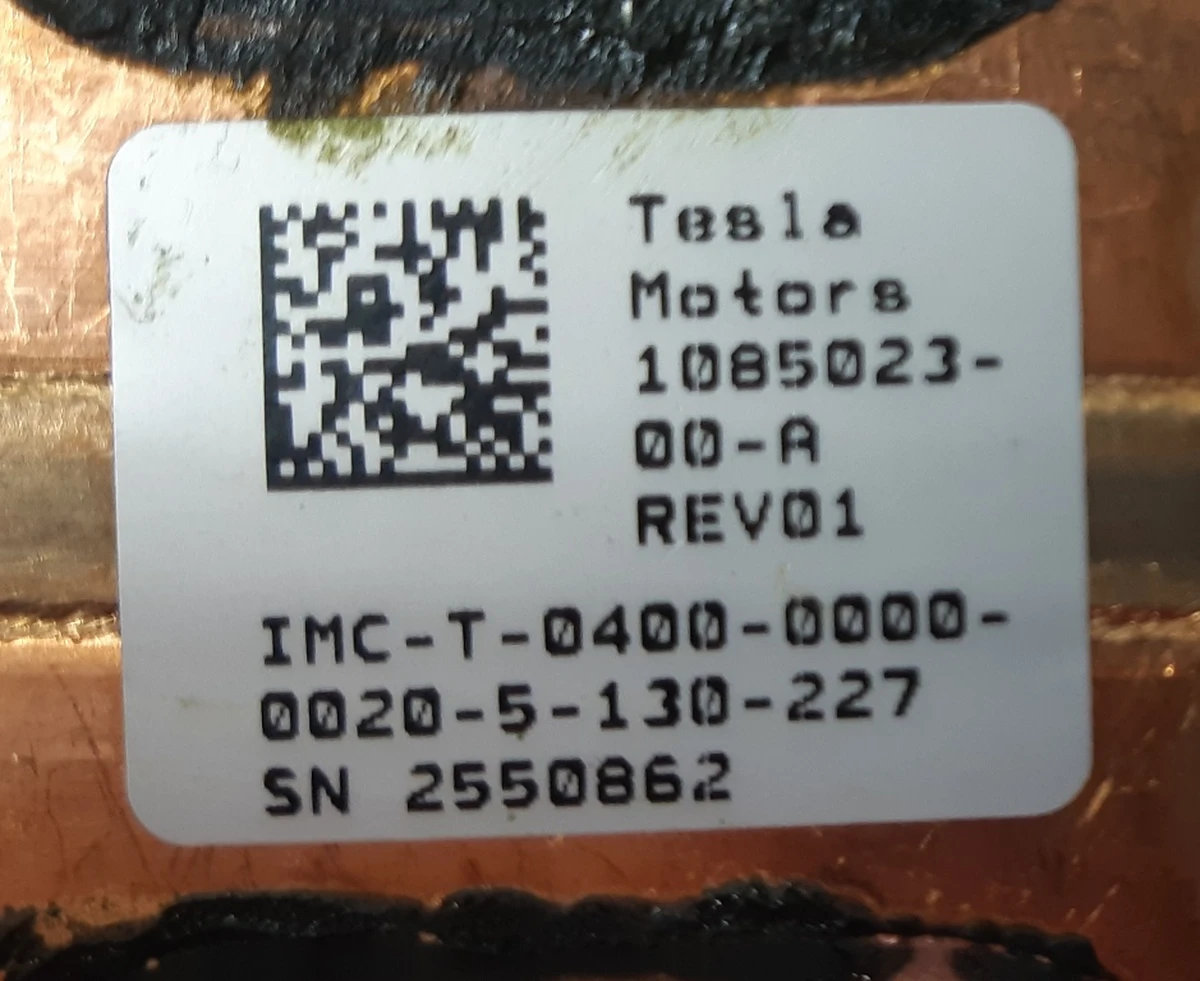 Tesla
Motors
1085023-
00-A
REV01
IMC-T-0400-0000-
0020-5-130-227
SN 2550862